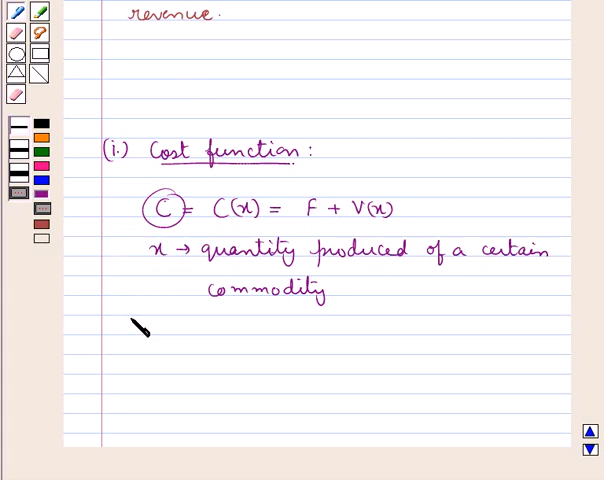 revenue.
(i.) Cost function :
C = C(x) = F + V(x)
x → quantity produced of a certain
commodity